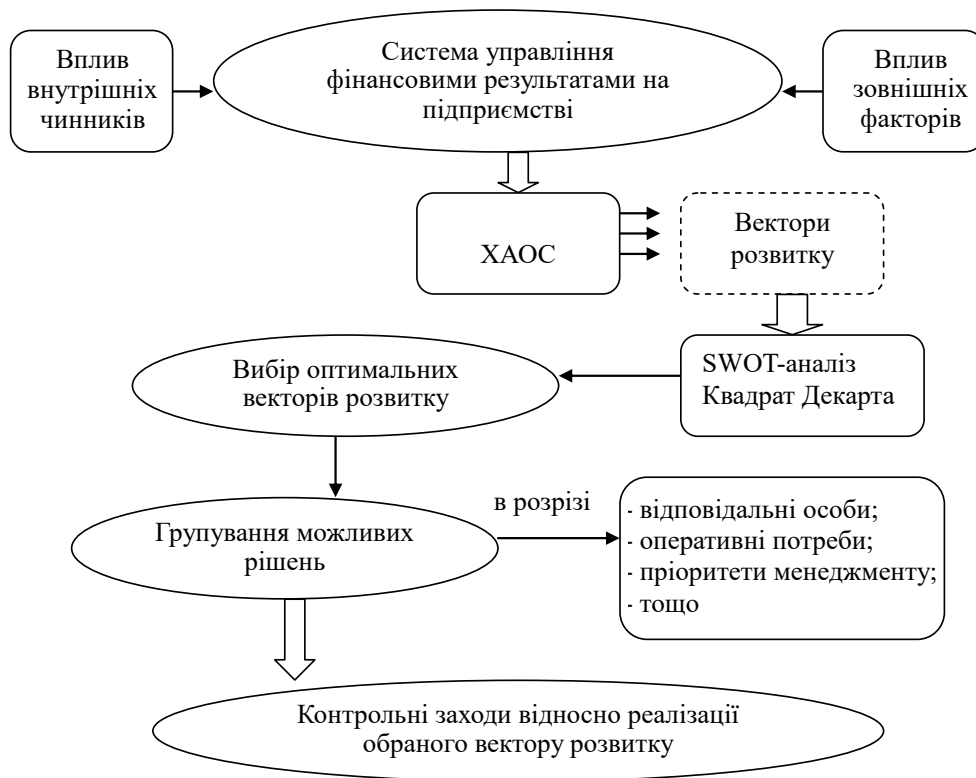 Вплив
внутрішніх
чинників
Система управління
фінансовими результатами на
підприємстві
Вплив
зовнішніх
факторів
ХАОС
Вектори
розвитку
SWOT-аналіз
Квадрат Декарта
Вибір оптимальних
векторів розвитку
Групування можливих
рішень
в розрізі
- відповідальні особи;
- оперативні потреби;
- пріоритети менеджменту;
- тощо
Контрольні заходи відносно реалізації
обраного вектору розвитку